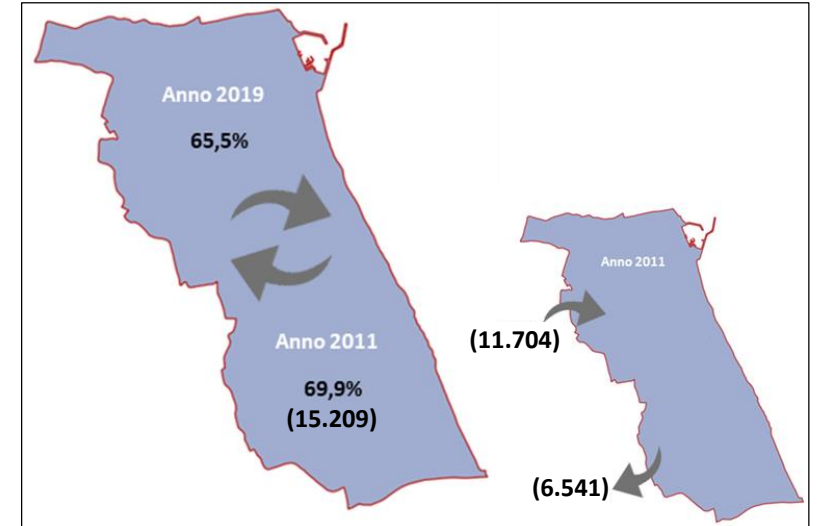 Anno 2019
65,5%
Anno 2011
69,9%
(15.209)
Anno 2011
(11.704)
(6.541)